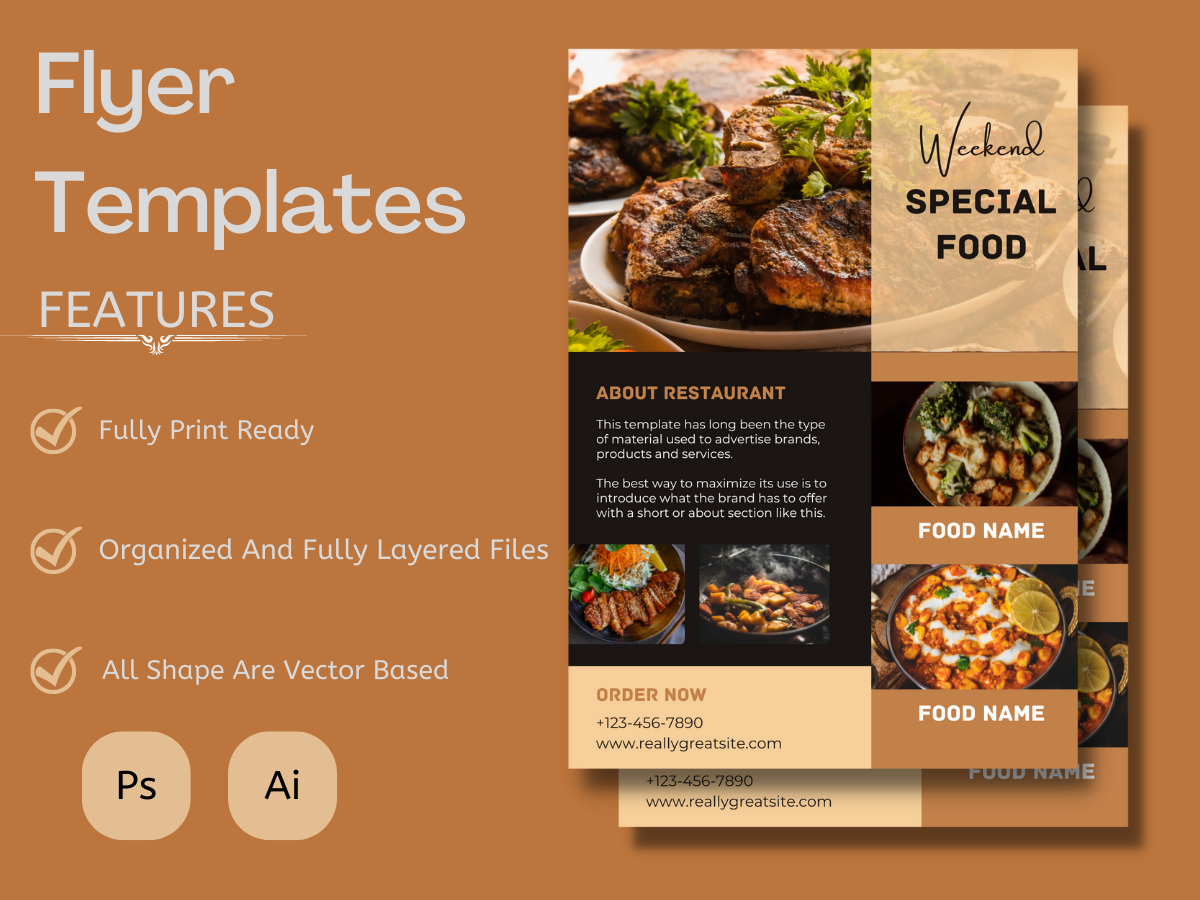 Flyer
Templates
FEATURES
Fully Print Ready
Organized And Fully Layered Files
All Shape Are Vector Based
Ps
Ai
Weekend
SPECIAL
FOOD
ABOUT RESTAURANT
This template has long been the type
of material used to advertise brands,
products and services.
The best way to maximize its use is to
introduce what the brand has to offer
with a short or about section like this.
FOOD NAME
FOOD NAME
ORDER NOW
+123-456-7890
www.reallygreatsite.com
d
AL
ME
FOOD NAME
+123-456-7890
www.reallygreatsite.com